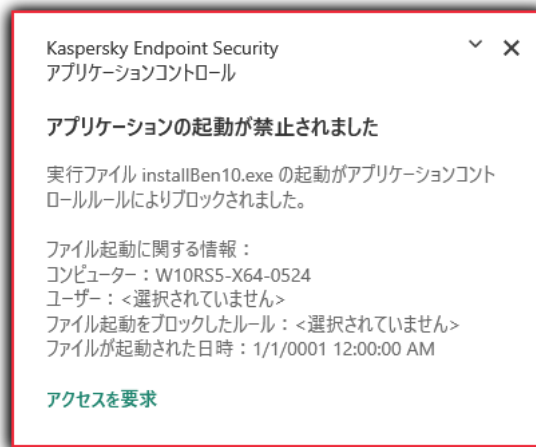 Kaspersky Endpoint Security
アプリケーションコントロール
アプリケーションの起動が禁止されました
実行ファイル installBen10.exe の起動がアプリケーションコント
ロールルールによりブロックされました。
ファイル起動に関する情報：
コンピューター：W10RS5-X64-0524
ユーザー：<選択されていません>
ファイル起動をブロックしたルール：<選択されていません>
ファイルが起動された日時：1/1/0001 12:00:00 AM
アクセスを要求